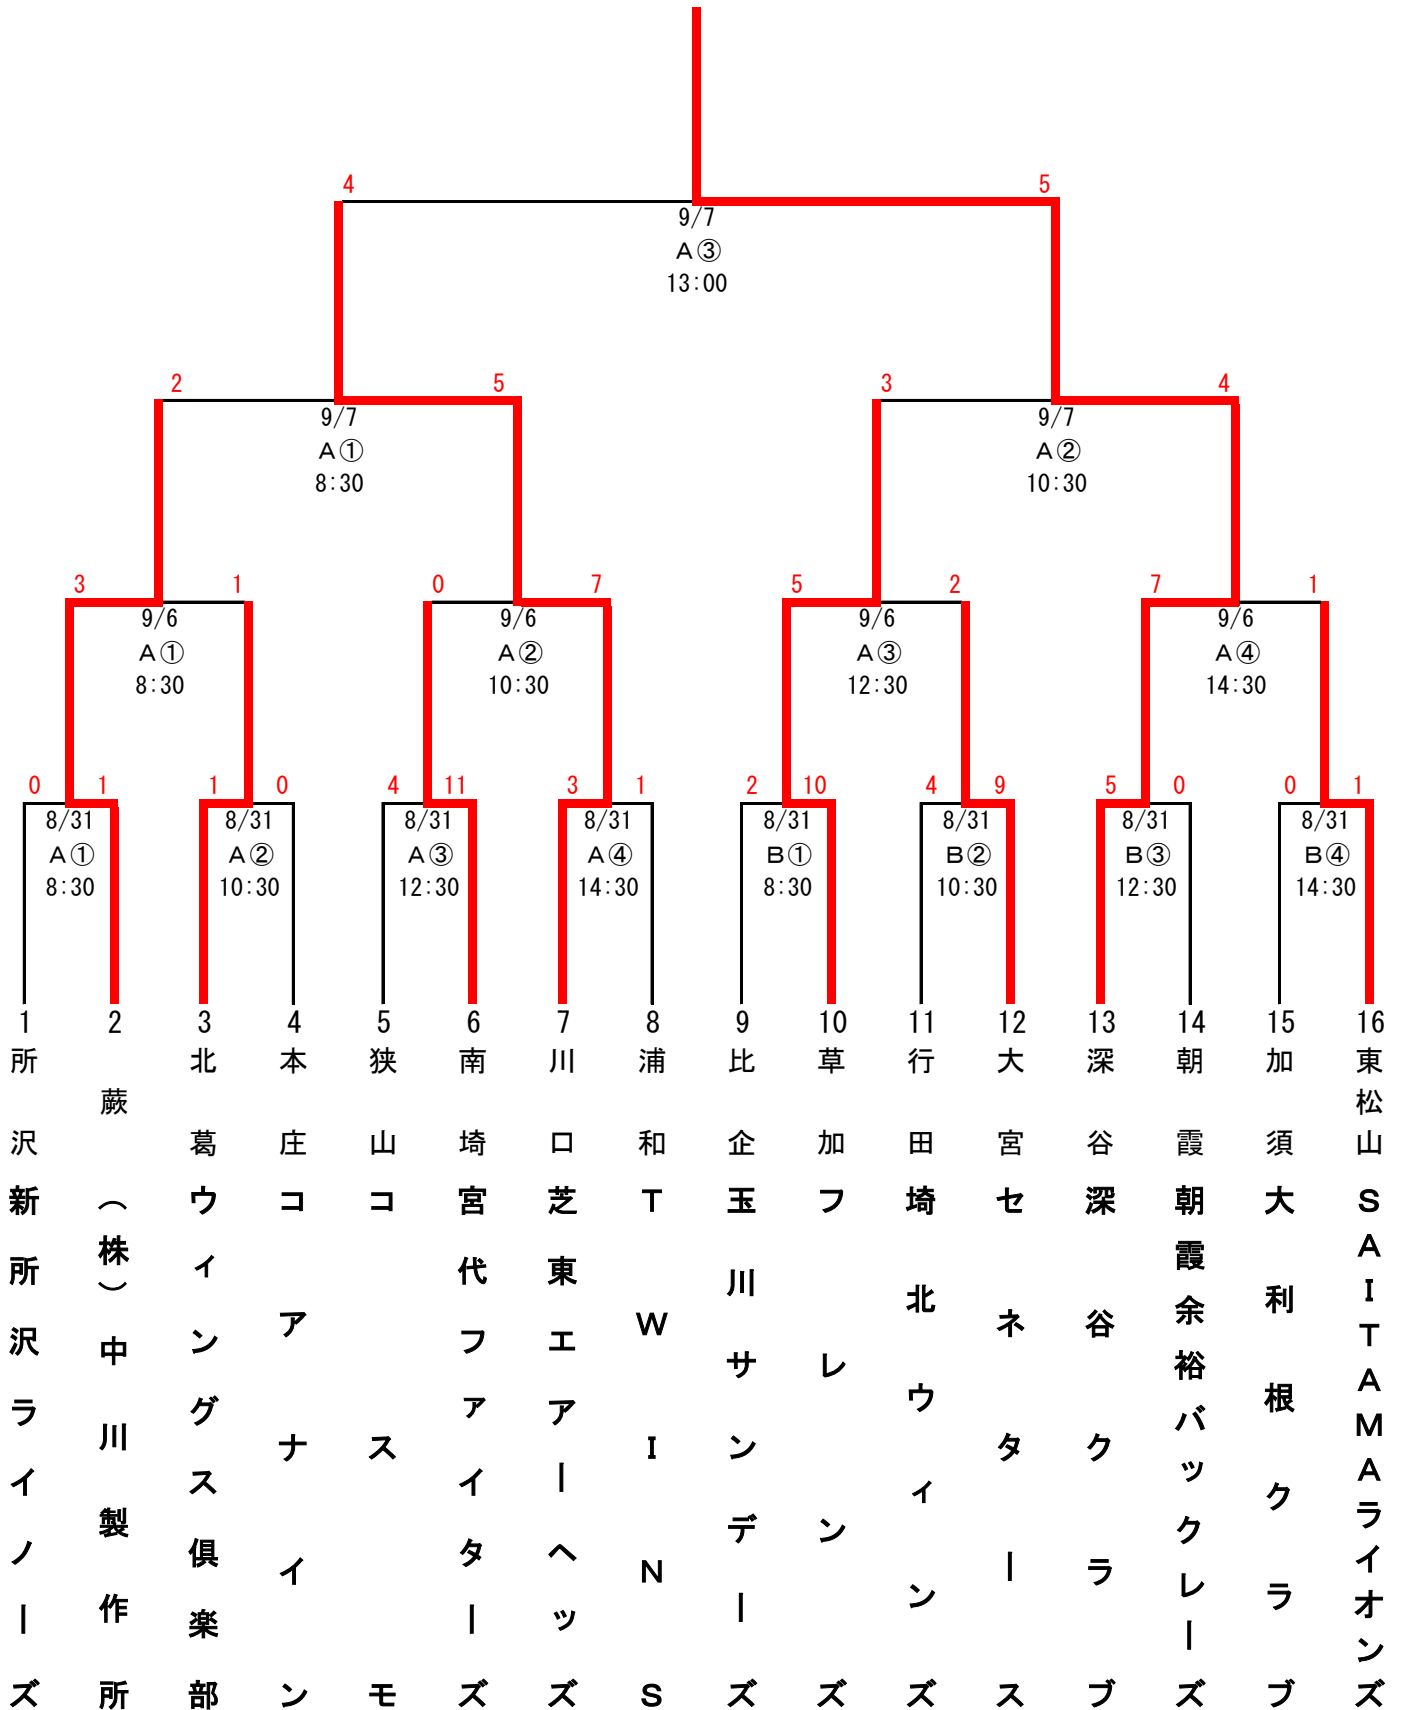 4 5
9/7
A③
13:00
2 5 3 4
9/7 9/7
A① A②
8:30 10:30
3 1 0 7 5 2 7 1
9/6 9/6 9/6 9/6
A① A② A③ A④
8:30 10:30 12:30 14:30
0 1 1 0 4 11 3 1 2 10 4 9 5 0 0 1
8/31 8/31 8/31 8/31 8/31 8/31 8/31 8/31
A① A② A③ A④ B① B② B③ B④
8:30 10:30 12:30 14:30 8:30 10:30 12:30 14:30
1 2 3 4 5 6 7 8 9 10 11 12 13 14 15 16
所沢
新所沢ライノーズ
蕨
(株)中川製作所
北葛
ウィングス倶楽部
本庄
コアナイン
狭山
コスモ
南埼
宮代ファイターズ
川口
芝東エアーヘッズ
浦和
TWINS
比企
玉川サンデーズ
草加
フレンズ
行田
埼北ウィンズ
大宮
セネタース
深谷
深谷クラブ
朝霞
朝霞余裕バックレーズ
加須
大利根クラブ
東松山
SAITAMAライオンズ